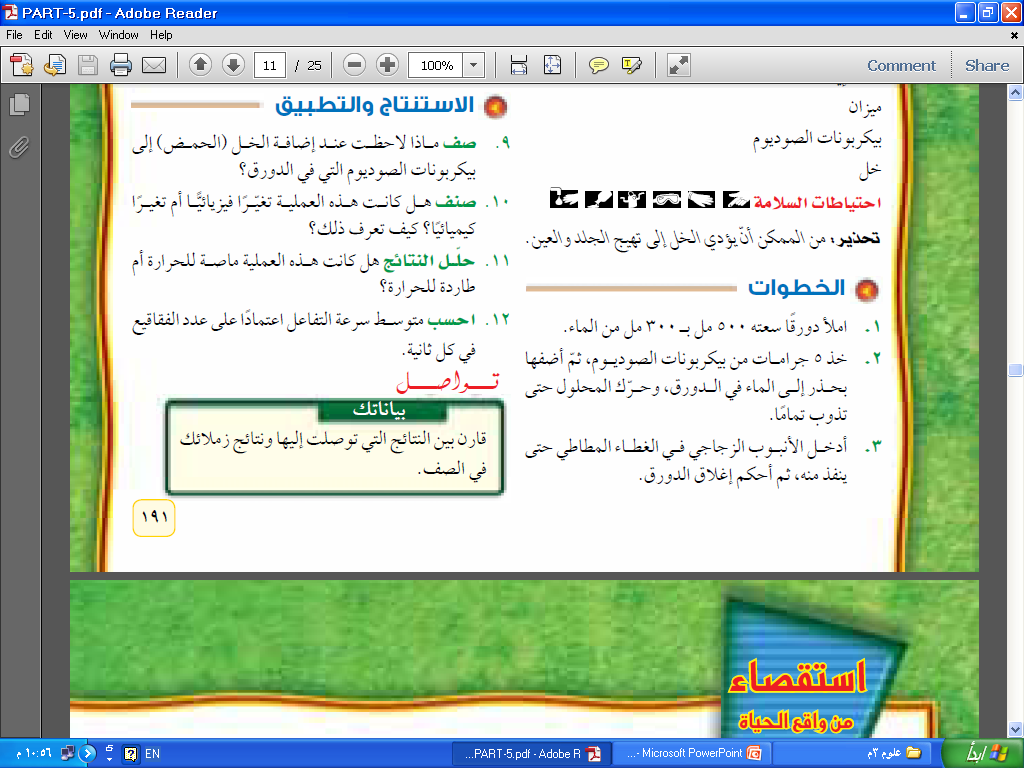 PART-5.pdf - Adobe Reader
File Edit View Window Help
11 / 25 100% Comment Share
ميزان
بيكربونات الصوديوم
خل
احتياطات السلامة
تحذير: من الممكن أنّ يؤدي الخل إلى تهيج الجلد والعين.
الخطوات
١. املأ دورقًا سعته ٥٠٠ مل بـ ٣٠٠ مل من الماء.
٢. خذ ٥ جرامات من بيكربونات الصوديوم، ثمّ أضفها
بحذر إلى الماء في الدورق، وحرّك المحلول حتى
تذوب تمامًا.
٣. أدخل الأنبوب الزجاجي في الغطاء المطاطي حتى
ينفذ منه، ثم أحكم إغلاق الدورق.
الاستنتاج والتطبيق
٩. صف ماذا لاحظت عند إضافة الخل (الحمض) إلى
بيكربونات الصوديوم التي في الدورق؟
١٠. صنف هل كانت هذه العملية تغيّرًا فيزيائيًّا أم تغيرًا
كيميائيًا؟ كيف تعرف ذلك؟
١١. حلّل النتائج هل كانت هذه العملية ماصة للحرارة أم
طاردة للحرارة؟
١٢. احسب متوسط سرعة التفاعل اعتمادًا على عدد الفقاقيع
في كل ثانية.
تواصل
بياناتك
قارن بين النتائج التي توصلت إليها ونتائج زملائك
في الصف.
١٩١
استقصاء
من واقع الحياة
ابدأ علوم ٣م Microsoft PowerPoint -... PART-5.pdf - Adobe R... EN ١٠:٥٦ م